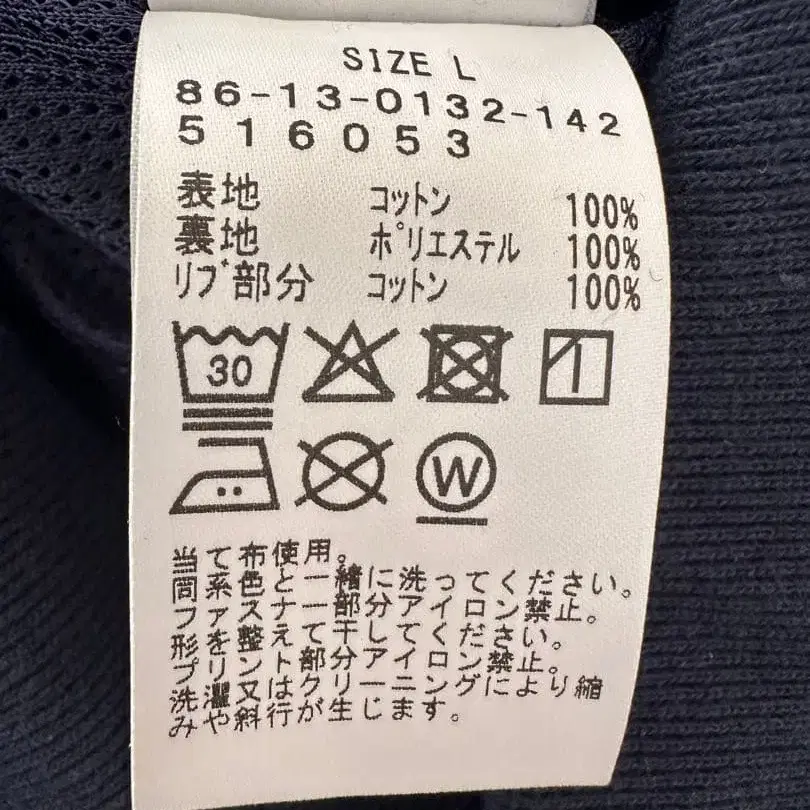 SIZE L
86-13-0132-142
516053
表地 コットン 100%
裏地 ポリエステル 100%
リブ部分 コットン 100%
30
W
当て布使用。
同系色と一緒に洗ってください。
ファスナー部分アイロン禁止。
形を整えて干してください。
プリント部分アイロン禁止。
洗濯又はクリーニングにより縮
みや斜行が生じます。